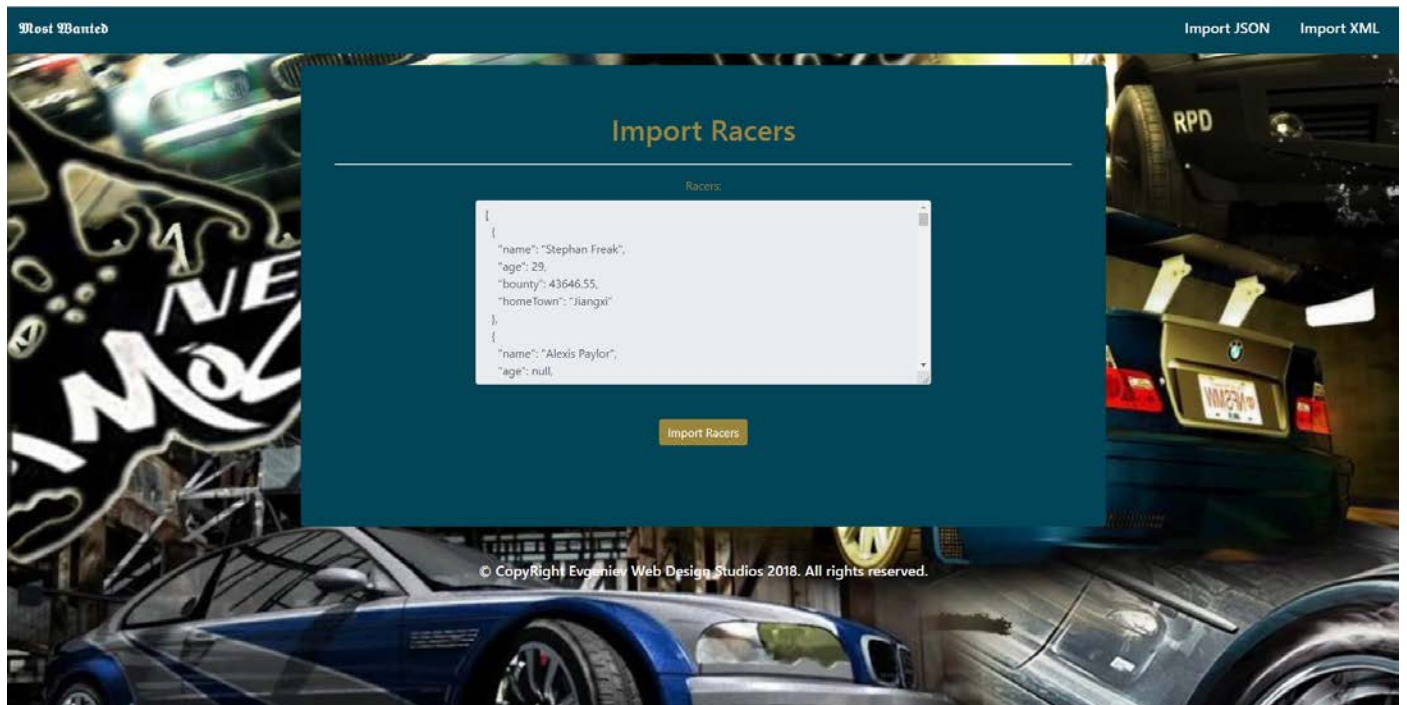 Most Wanted
Import JSON Import XML
RPD
Import Racers
Racers:
[
{
"name": "Stephan Freak",
"age": 29,
"bounty": 43646.55,
"homeTown": "Jiangxi"
},
{
"name": "Alexis Paylor",
"age": null,
Import Racers
© CopyRight Evgeniev Web Design Studios 2018. All rights reserved.